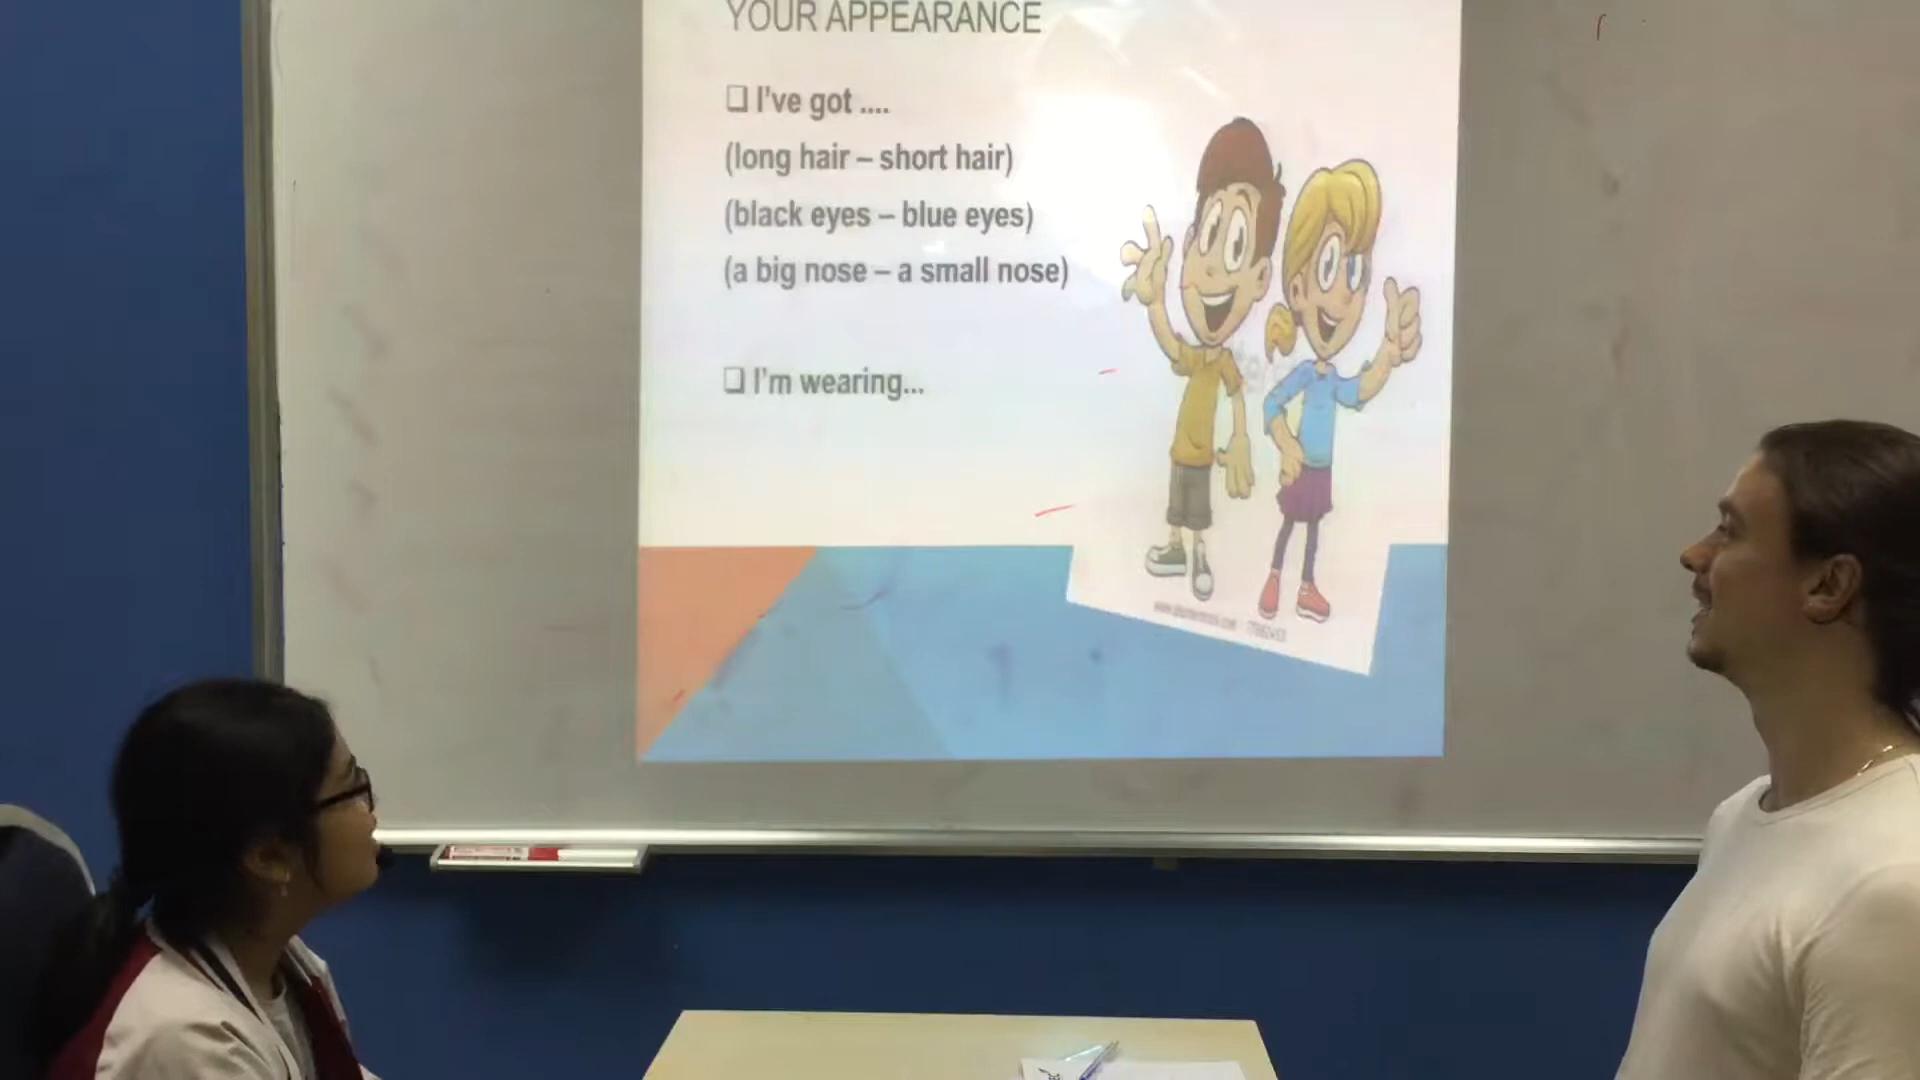 YOUR APPEARANCE
❑ I've got ....
(long hair – short hair)
(black eyes – blue eyes)
(a big nose – a small nose)
❑ I'm wearing...